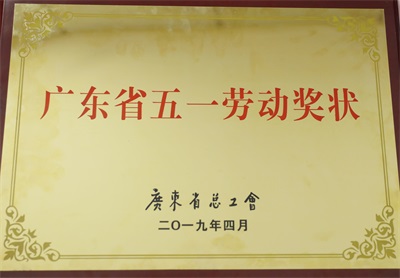 广东省五一劳动奖状
廣東省总工會
二〇一九年四月